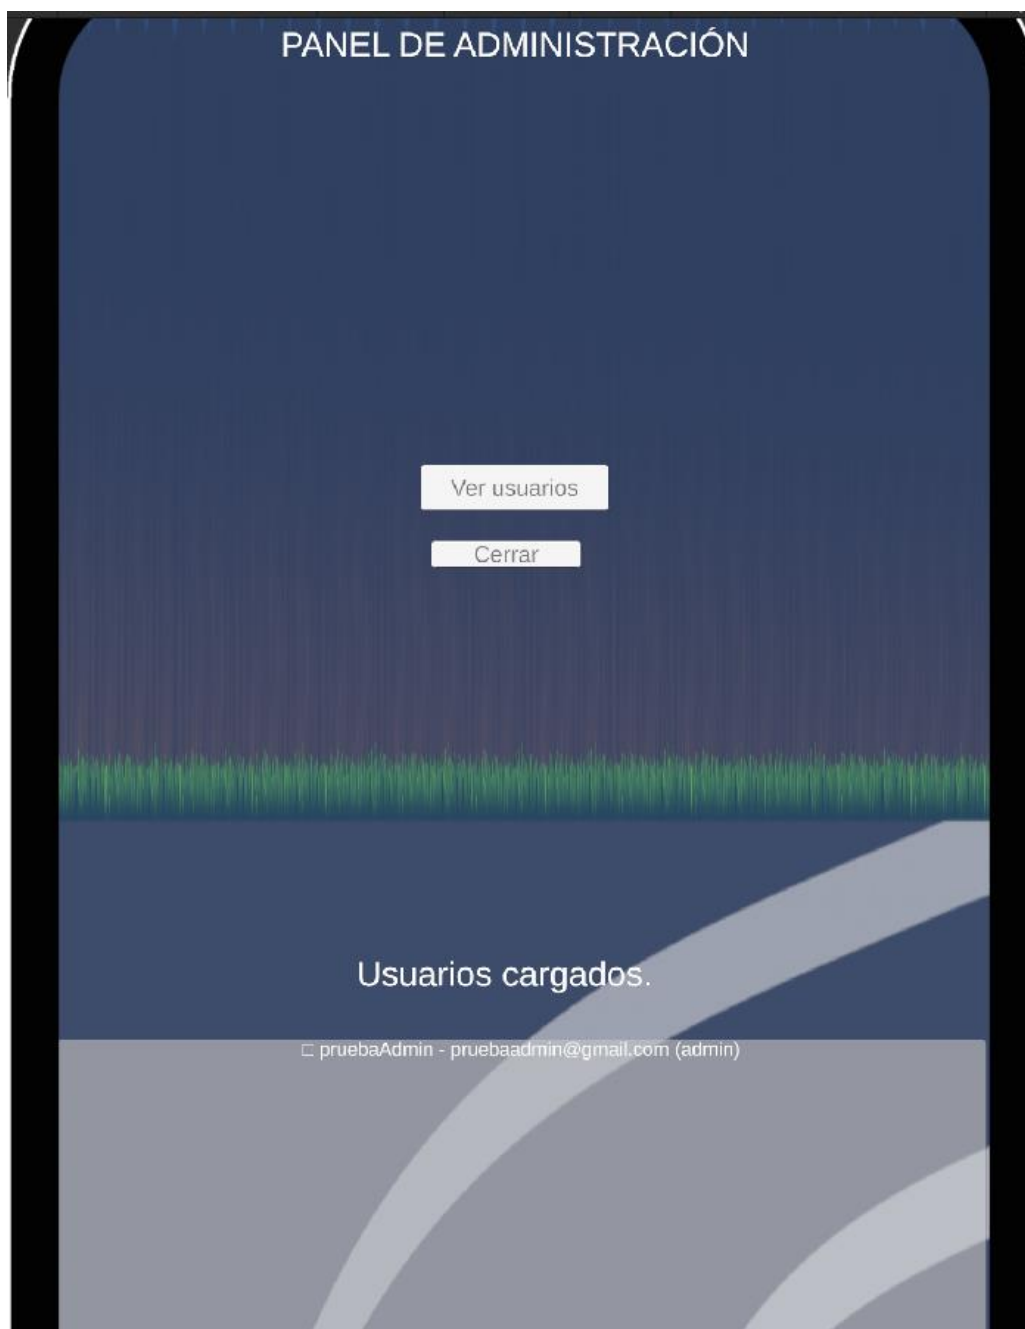 PANEL DE ADMINISTRACIÓN
Ver usuarios
Cerrar
Usuarios cargados.
□ pruebaAdmin - pruebaadmin@gmail.com (admin)